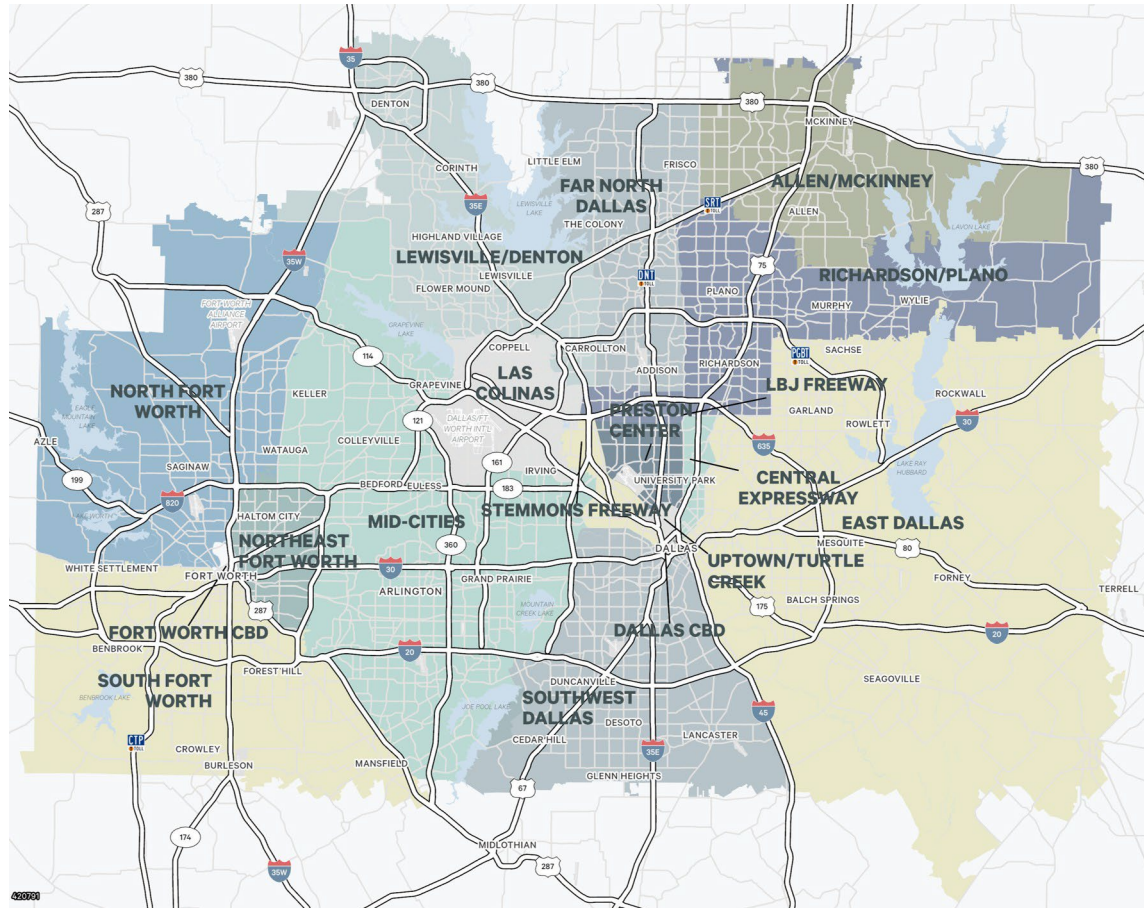 35
380
380
DENTON
380
MCKINNEY
380
LITTLE ELM
FRISCO
CORINTH
FAR NORTH
DALLAS
ALLEN/MCKINNEY
287
35E
LEWISVILLE
LAKE
SRT
TOLL
ALLEN
THE COLONY
LAVON LAKE
HIGHLAND VILLAGE
LEWISVILLE/DENTON
35W
75
LEWISVILLE
DNT
TOLL
RICHARDSON/PLANO
FLOWER MOUND
PLANO
MURPHY
WYLIE
FORT WORTH
ALLIANCE
AIRPORT
GRAPEVINE
LAKE
114
COPPELL
CARROLLTON
PGBT
TOLL
SACHSE
RICHARDSON
LAS
COLINAS
ADDISON
LBJ FREEWAY
NORTH FORT
WORTH
KELLER
GRAPEVINE
ROCKWALL
EAGLE
MOUNTAIN
LAKE
121
DALLAS/FT
WORTH INT'L
AIRPORT
PRESTON
CENTER
GARLAND
30
ROWLETT
AZLE
COLLEYVILLE
635
WATAUGA
161
LAKE RAY
HUBBARD
199
SAGINAW
IRVING
UNIVERSITY PARK
CENTRAL
EXPRESSWAY
BEDFORD
EULESS
183
820
STEMMONS FREEWAY
HALTOM CITY
MID-CITIES
EAST DALLAS
NORTHEAST
FORT WORTH
360
MESQUITE
80
DALLAS
UPTOWN/TURTLE
CREEK
WHITE SETTLEMENT
FORT WORTH
30
GRAND PRAIRIE
FORNEY
TERRELL
ARLINGTON
287
MOUNTAIN
CREEK LAKE
175
BALCH SPRINGS
FORT WORTH CBD
DALLAS CBD
20
BENBROOK
20
FOREST HILL
SOUTH FORT
WORTH
DUNCANVILLE
SEAGOVILLE
BENBROOK LAKE
SOUTHWEST
DALLAS
JOE POOL LAKE
45
DESOTO
CTP
TOLL
CEDAR HILL
LANCASTER
CROWLEY
35E
BURLESON
MANSFIELD
GLENN HEIGHTS
67
174
MIDLOTHIAN
287
35W
420791